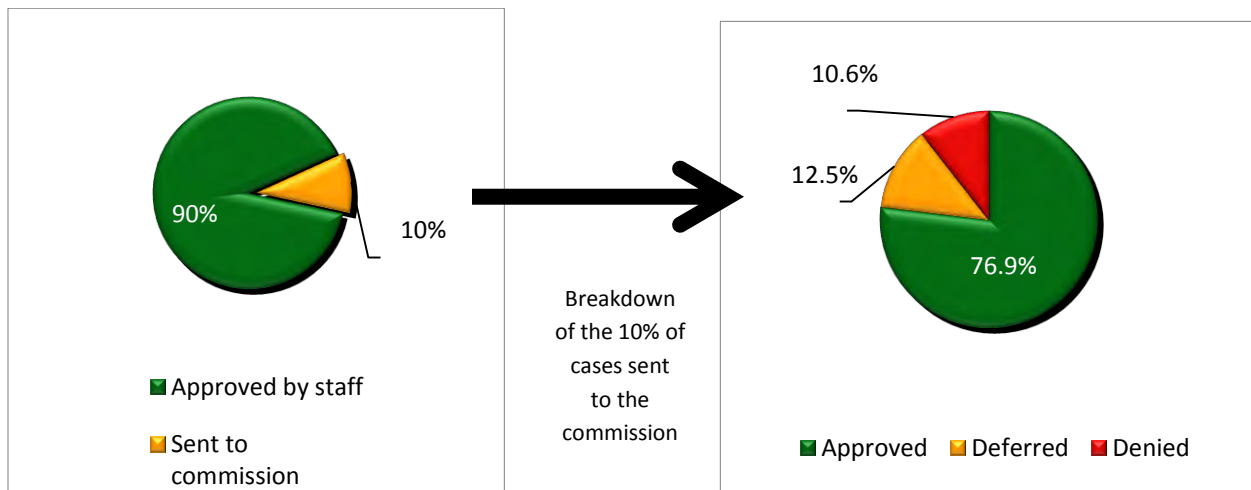 90%
10%
Approved by staff
Sent to
commission
Breakdown
of the 10% of
cases sent
to the
commission
10.6%
12.5%
76.9%
Approved Deferred Denied